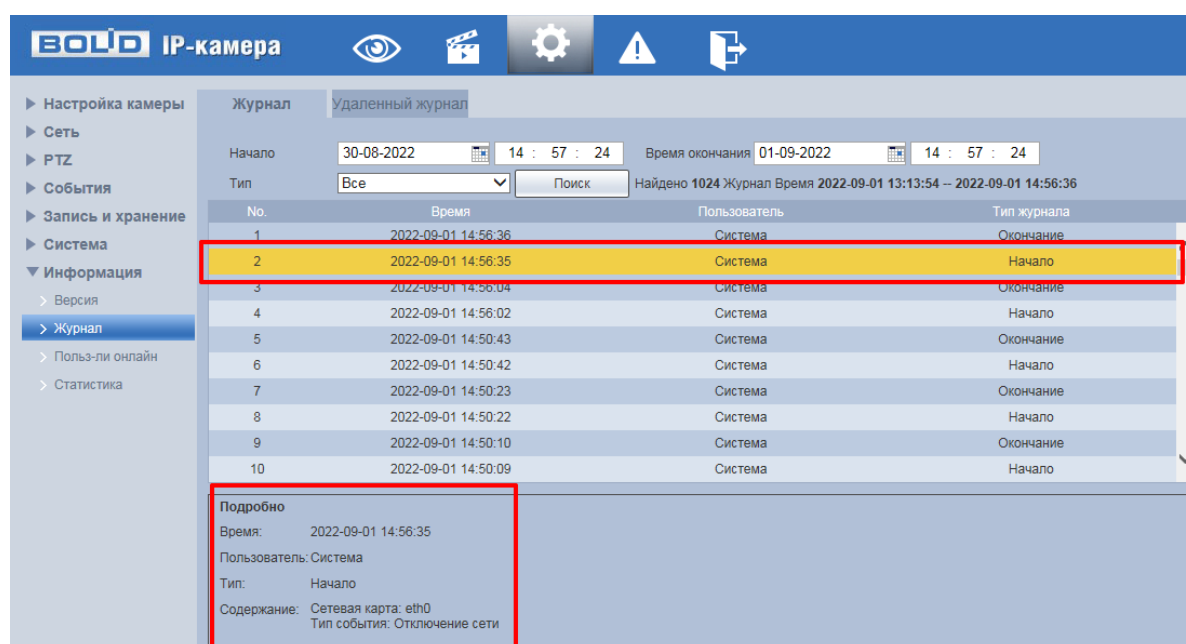 BOLID IP-камера
Настройка камеры
Сеть
PTZ
События
Запись и хранение
Система
Информация
Версия
Журнал
Польз-ли онлайн
Статистика
Журнал Удаленный журнал
Начало 30-08-2022 14 : 57 : 24 Время окончания 01-09-2022 14 : 57 : 24
Тип Все Поиск Найдено 1024 Журнал Время 2022-09-01 13:13:54 -- 2022-09-01 14:56:36
No. Время Пользователь Тип журнала
1 2022-09-01 14:56:36 Система Окончание
2 2022-09-01 14:56:35 Система Начало
3 2022-09-01 14:56:04 Система Окончание
4 2022-09-01 14:56:02 Система Начало
5 2022-09-01 14:50:43 Система Окончание
6 2022-09-01 14:50:42 Система Начало
7 2022-09-01 14:50:23 Система Окончание
8 2022-09-01 14:50:22 Система Начало
9 2022-09-01 14:50:10 Система Окончание
10 2022-09-01 14:50:09 Система Начало
Подробно
Время: 2022-09-01 14:56:35
Пользователь: Система
Тип: Начало
Содержание: Сетевая карта: eth0
Тип события: Отключение сети